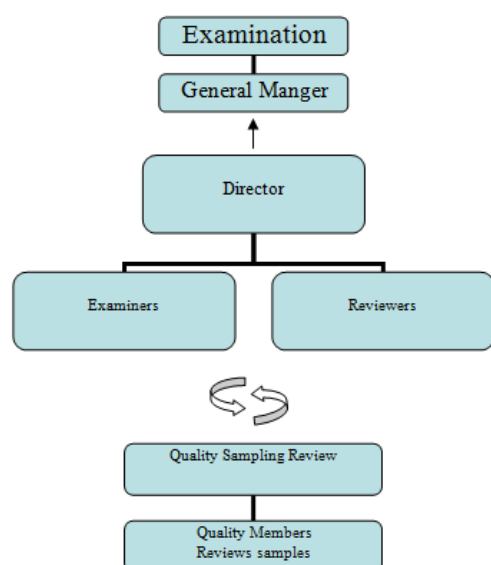 Examination
General Manger
Director
Examiners
Reviewers
Quality Sampling Review
Quality Members
Reviews samples